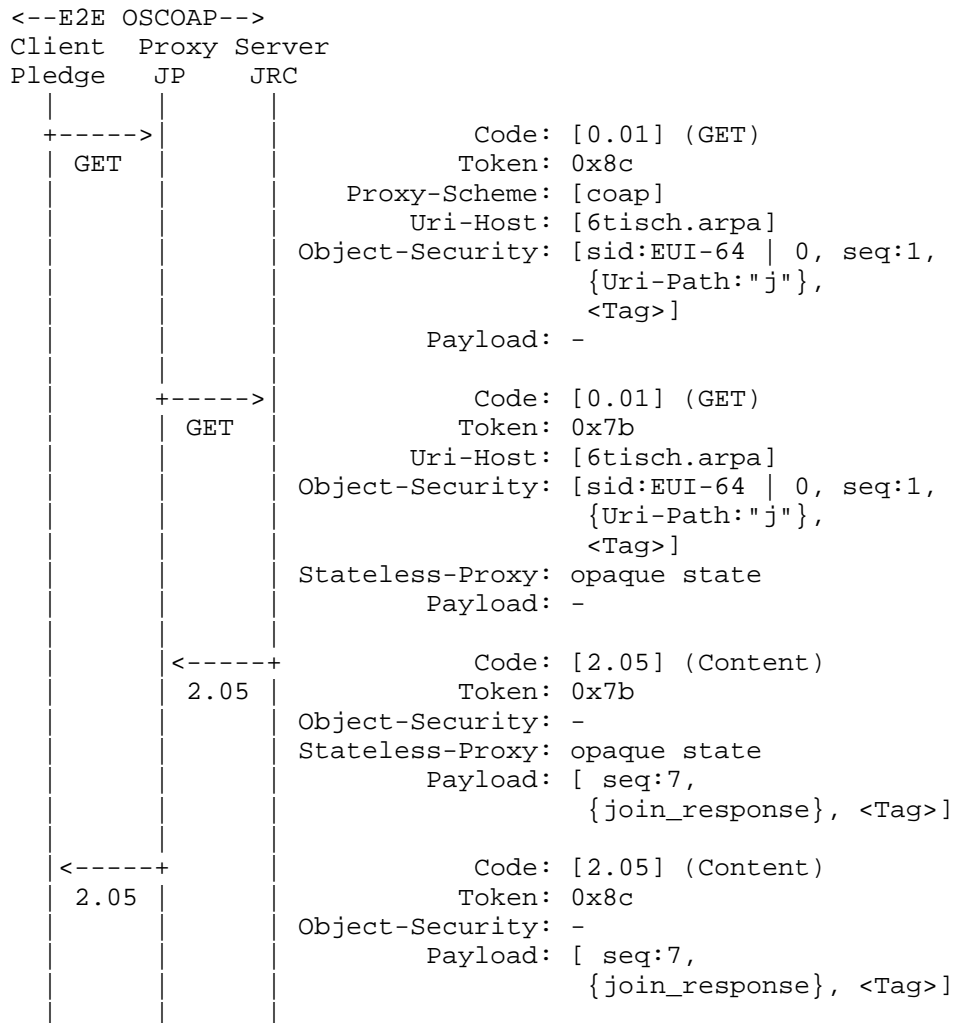 <--E2E OSCOAP-->
Client  Proxy Server
Pledge   JP    JRC
  |      |      |
  +----->|      |            Code: [0.01] (GET)
  | GET  |      |           Token: 0x8c
  |      |      |    Proxy-Scheme: [coap]
  |      |      |        Uri-Host: [6tisch.arpa]
  |      |      | Object-Security: [sid:EUI-64 | 0, seq:1,
  |      |      |                   {Uri-Path:"j"},
  |      |      |                   <Tag>]
  |      |      |         Payload: -
  |      |      |
  |      +----->|            Code: [0.01] (GET)
  |      | GET  |           Token: 0x7b
  |      |      |        Uri-Host: [6tisch.arpa]
  |      |      | Object-Security: [sid:EUI-64 | 0, seq:1,
  |      |      |                   {Uri-Path:"j"},
  |      |      |                   <Tag>]
  |      |      | Stateless-Proxy: opaque state
  |      |      |         Payload: -
  |      |      |
  |      |<-----+            Code: [2.05] (Content)
  |      | 2.05 |           Token: 0x7b
  |      |      | Object-Security: -
  |      |      | Stateless-Proxy: opaque state
  |      |      |         Payload: [ seq:7,
  |      |      |                   {join_response}, <Tag>]
  |      |      |
  |<-----+      |            Code: [2.05] (Content)
  | 2.05 |      |           Token: 0x8c
  |      |      | Object-Security: -
  |      |      |         Payload: [ seq:7,
  |      |      |                   {join_response}, <Tag>]
  |      |      |